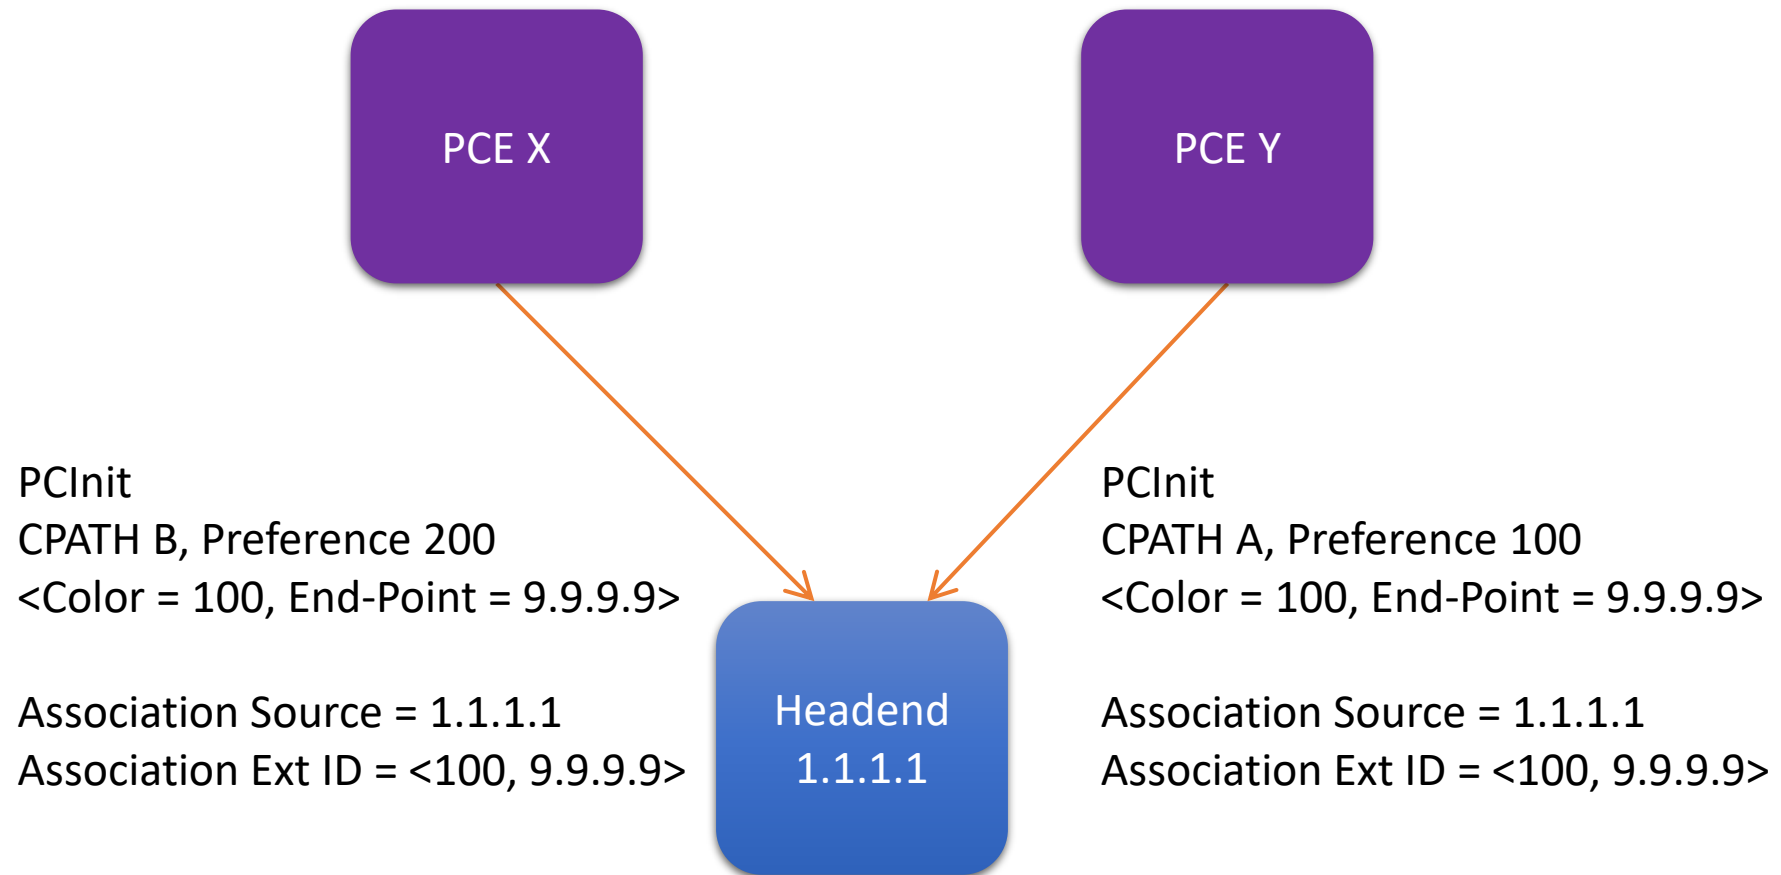 PCE X
PCE Y
PCInit
CPATH B, Preference 200
<Color = 100, End-Point = 9.9.9.9>
Association Source = 1.1.1.1
Association Ext ID = <100, 9.9.9.9>
Headend
1.1.1.1
PCInit
CPATH A, Preference 100
<Color = 100, End-Point = 9.9.9.9>
Association Source = 1.1.1.1
Association Ext ID = <100, 9.9.9.9>